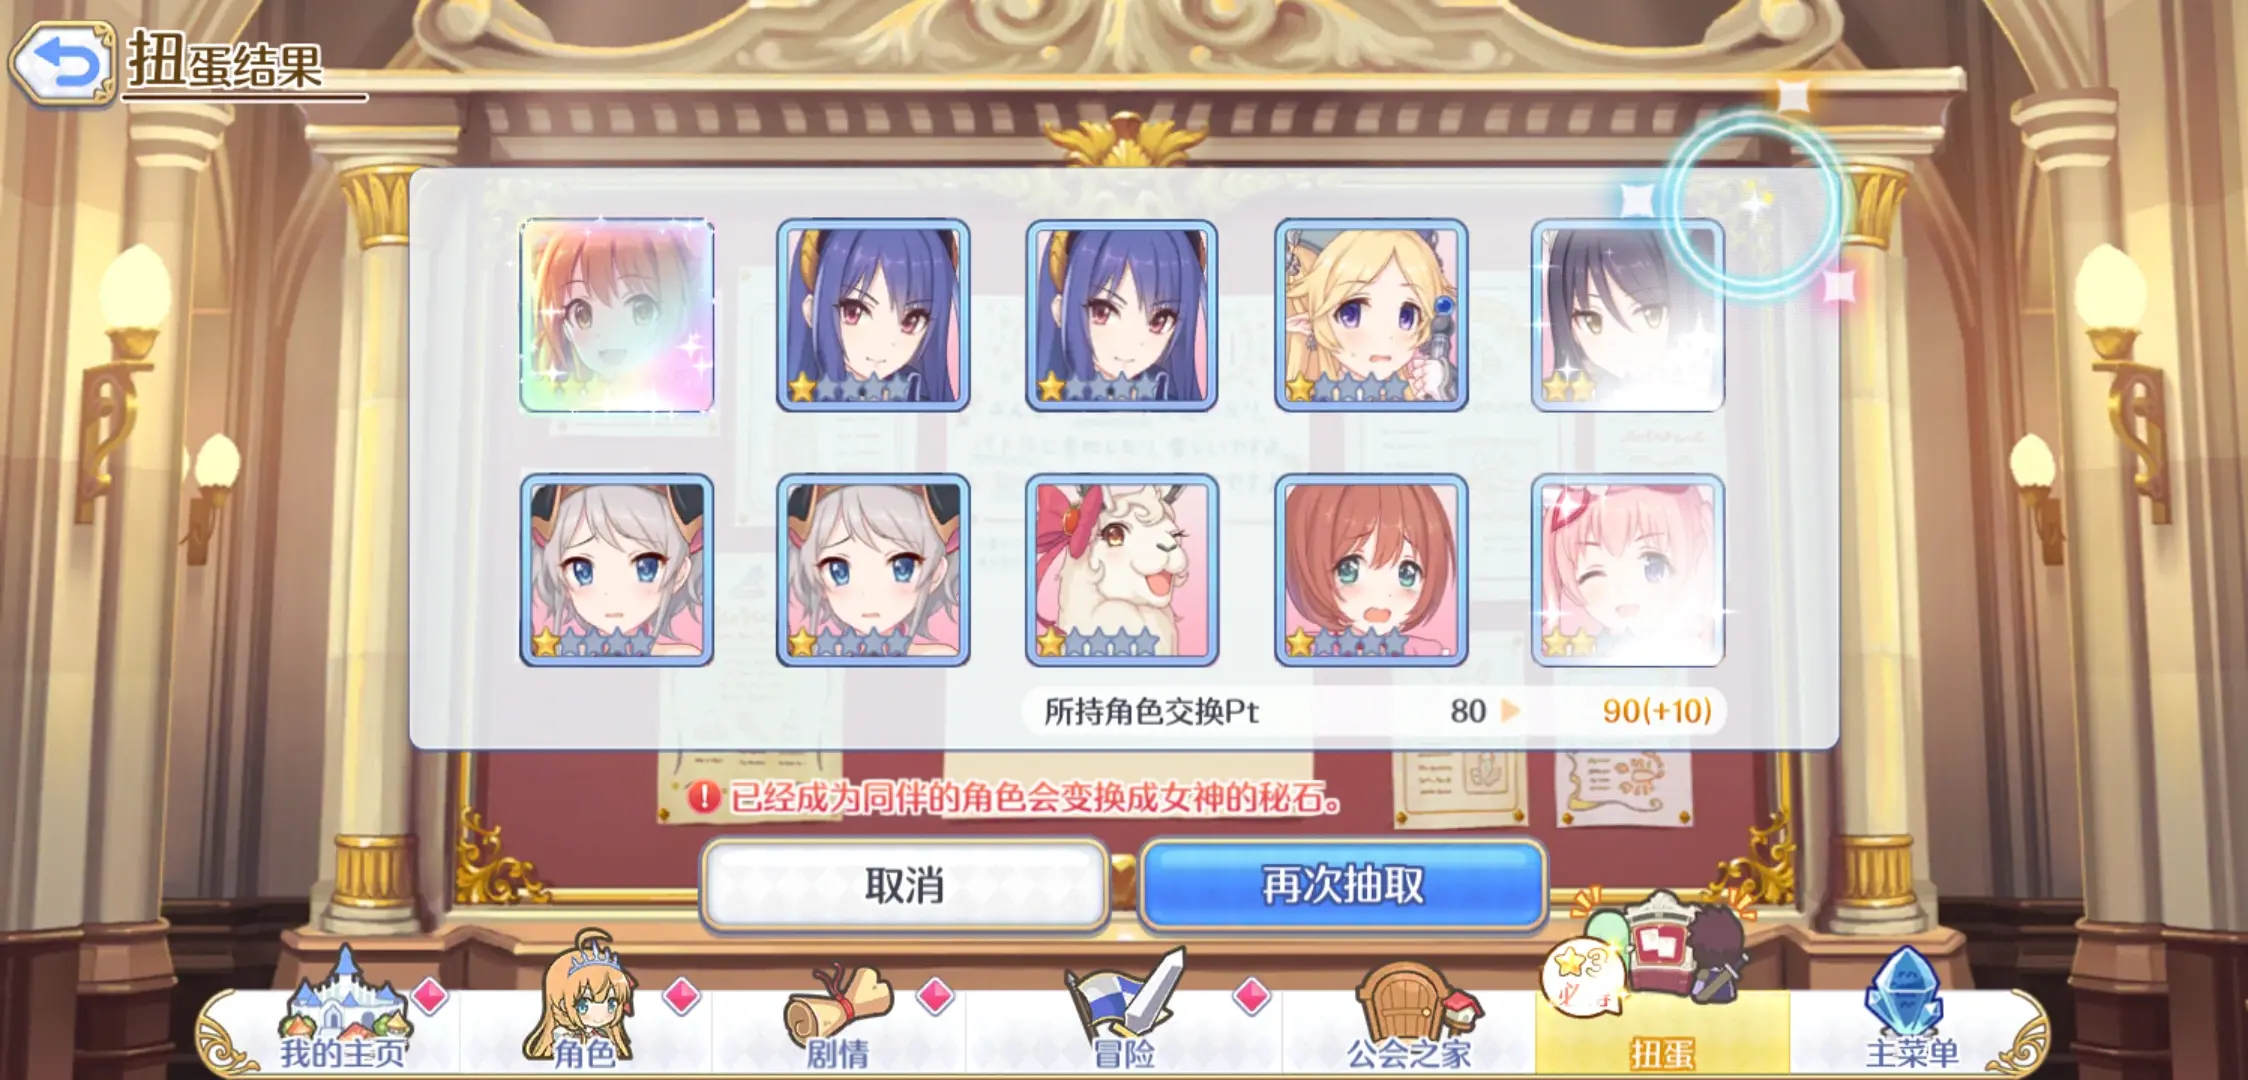 扭蛋结果
所持角色交换Pt 80 90(+10)
已经成为同伴的角色会变换成女神的秘石。
取消
再次抽取
3
必得
我的主页
角色
剧情
冒险
公会之家
扭蛋
主菜单